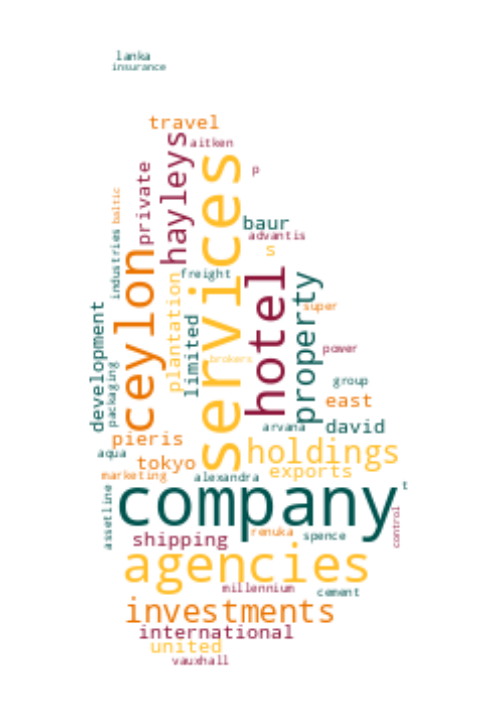 lanka
insurance
travel
aitken
p
private
hayleys
services
baltic
industries
baur
advantis
s
freight
ceylon
plantation
hotel
property
super
limited
development
power
brokers
packaging
group
east
arvana
david
pieris
aqua
tokyo
holdings
exports
marketing
alexandra
company
t
assetline
control
shipping
renuka
spence
agencies
millennium
cement
investments
international
united
vauxhall